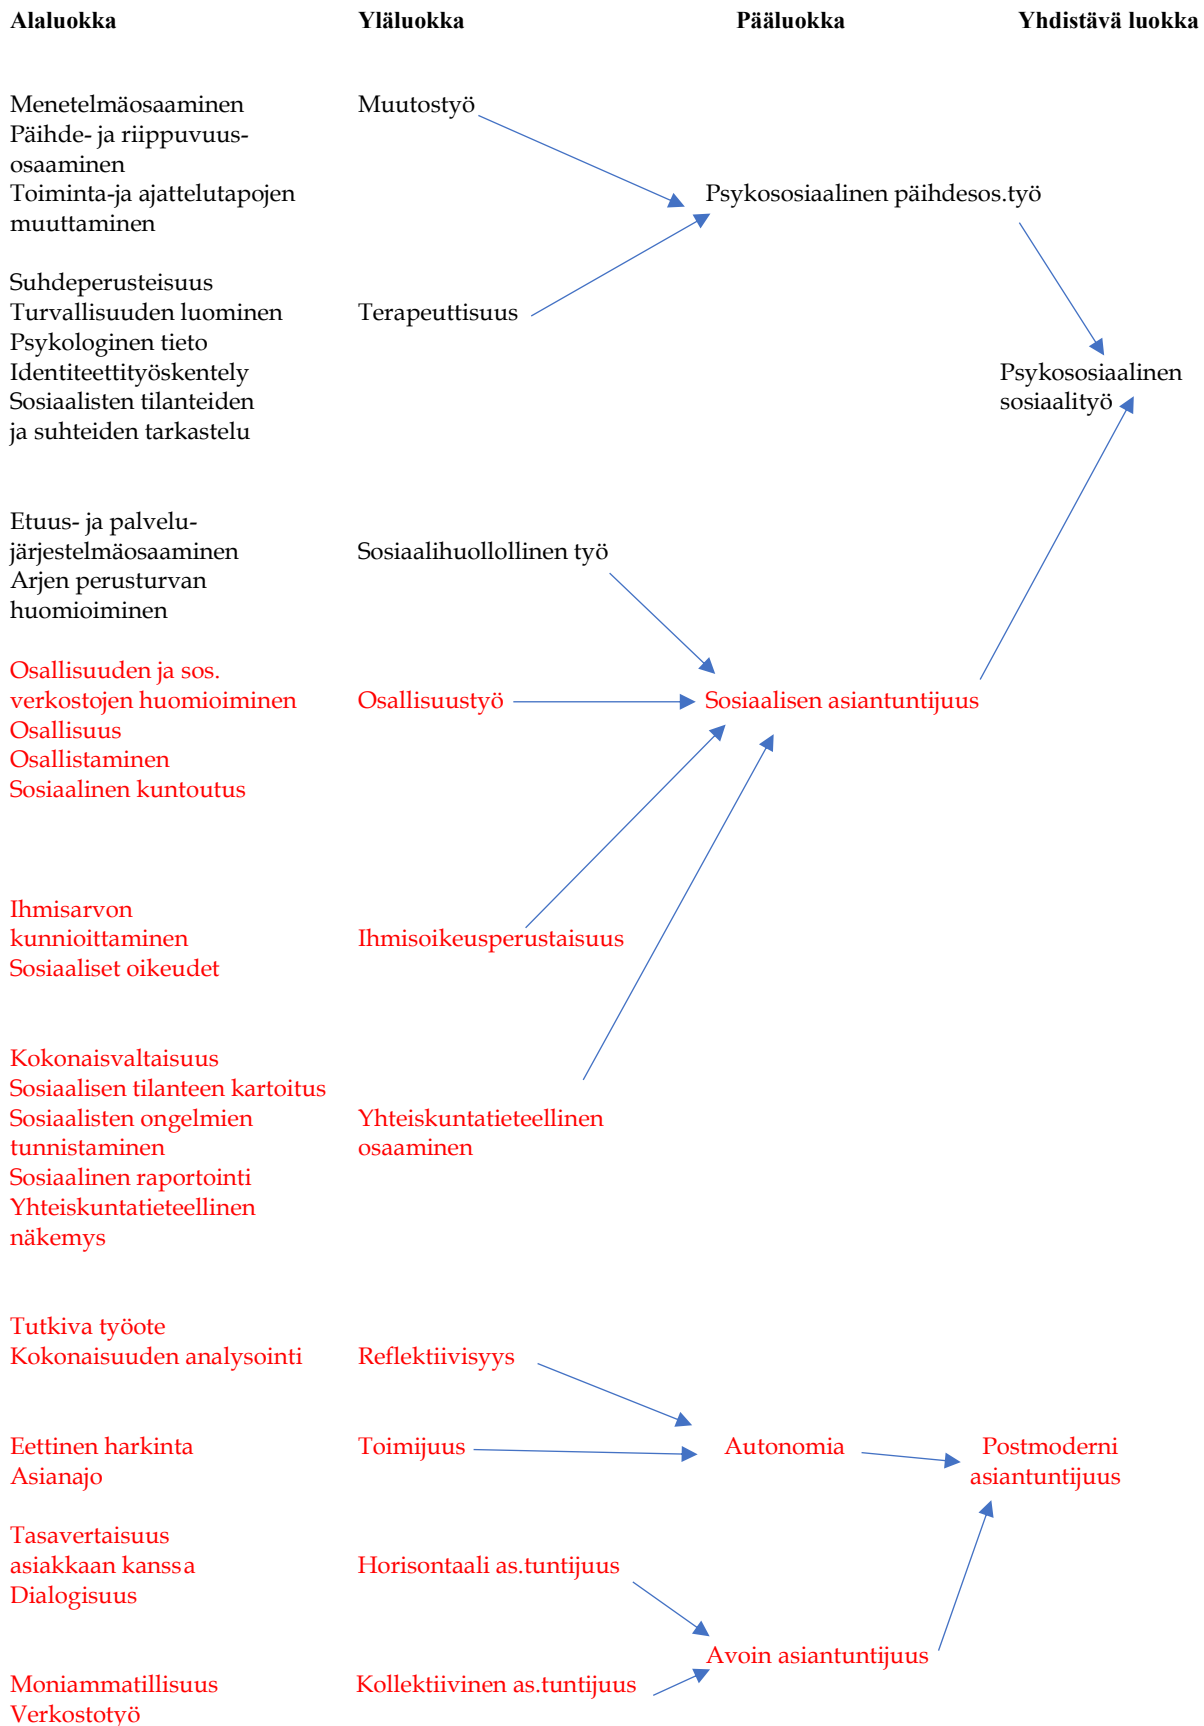 Alaluokka Yläluokka Pääluokka Yhdistävä luokka
Menetelmäosaaminen Muutostyö
Päihde- ja riippuvuus-
osaaminen
Toiminta-ja ajattelutapojen Psykososiaalinen päihdesos.työ
muuttaminen
Suhdeperusteisuus
Turvallisuuden luominen Terapeuttisuus
Psykologinen tieto
Identiteettityöskentely Psykososiaalinen
Sosiaalisten tilanteiden sosiaalityö
ja suhteiden tarkastelu
Etuus- ja palvelu-
järjestelmäosaaminen Sosiaalihuollollinen työ
Arjen perusturvan
huomioiminen
Osallisuuden ja sos.
verkostojen huomioiminen Osallisuustyö Sosiaalisen asiantuntijuus
Osallisuus
Osallistaminen
Sosiaalinen kuntoutus
Ihmisarvon
kunnioittaminen Ihmisoikeusperustaisuus
Sosiaaliset oikeudet
Kokonaisvaltaisuus
Sosiaalisen tilanteen kartoitus
Sosiaalisten ongelmien Yhteiskuntatieteellinen
tunnistaminen osaaminen
Sosiaalinen raportointi
Yhteiskuntatieteellinen
näkemys
Tutkiva työote
Kokonaisuuden analysointi Reflektiivisyys
Eettinen harkinta Toimijuus Autonomia Postmoderni
Asianajo asiantuntijuus
Tasavertaisuus
asiakkaan kanssa Horisontaali as.tuntijuus
Dialogisuus
Avoin asiantuntijuus
Moniammatillisuus Kollektiivinen as.tuntijuus
Verkostotyö